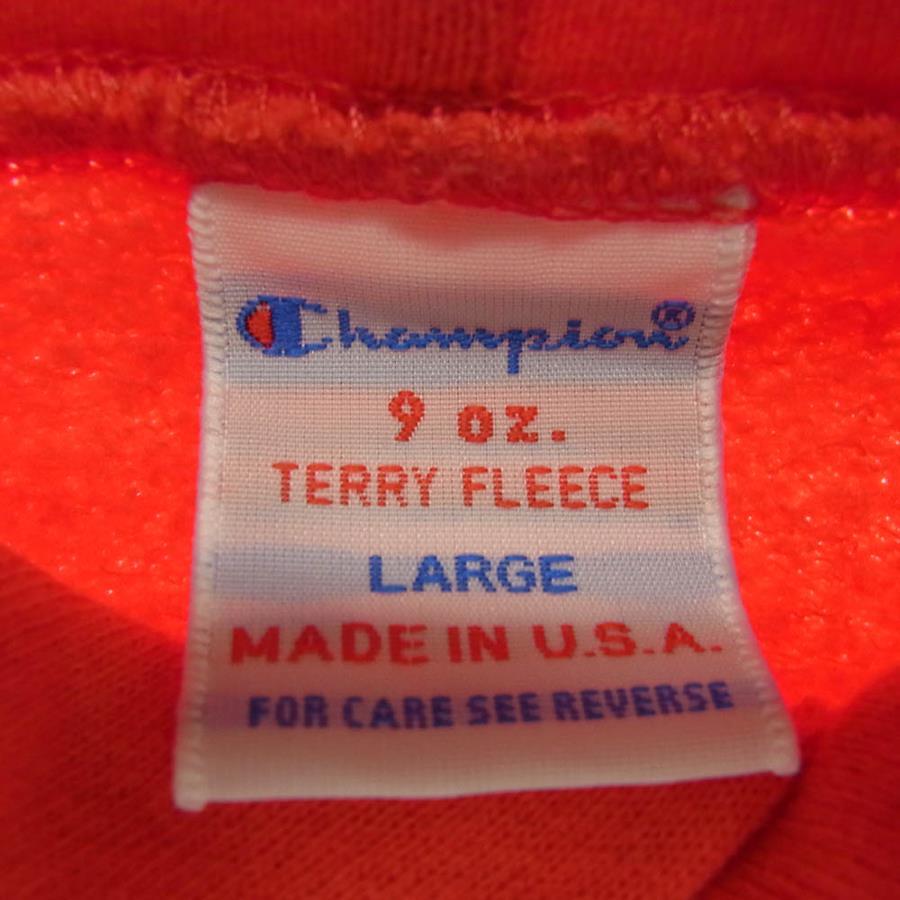 Champion®
9 oz.
TERRY FLEECE
LARGE
MADE IN U.S.A.
FOR CARE SEE REVERSE